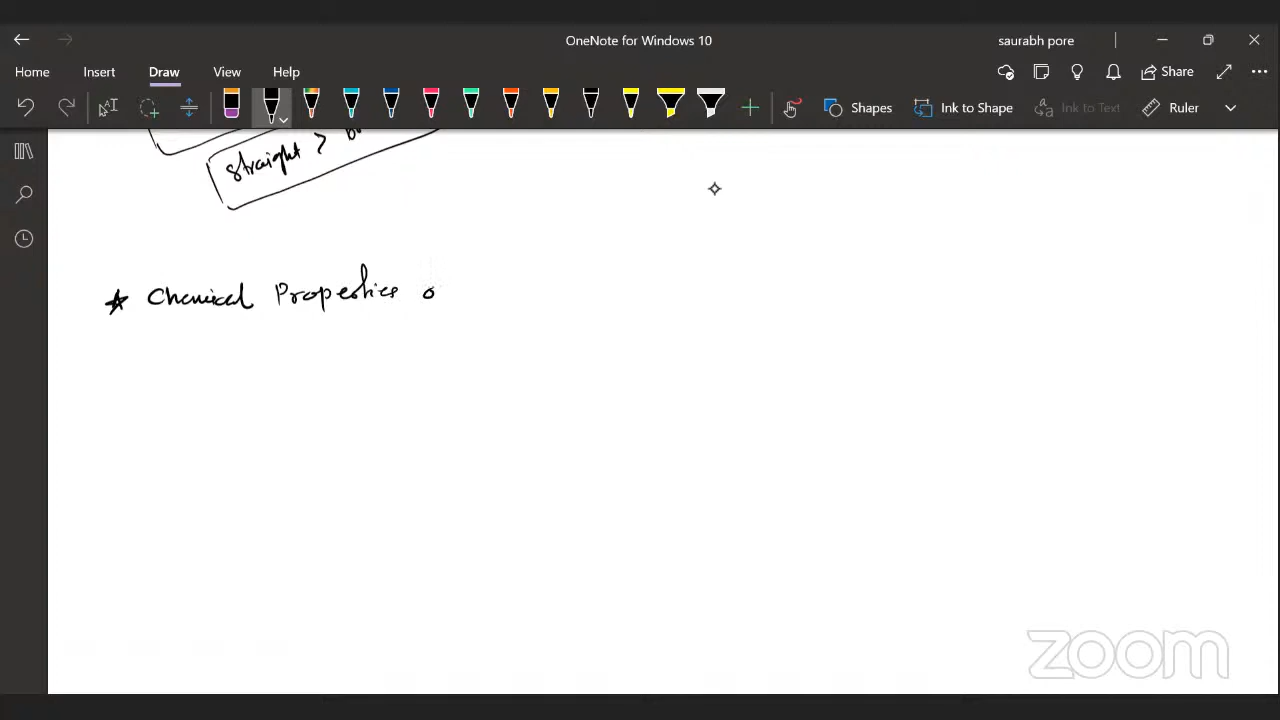 OneNote for Windows 10
saurabh pore
Home Insert Draw View Help
Share
Shapes Ink to Shape Ink to Text Ruler
straight >
★ Chemical Properties o
zoom